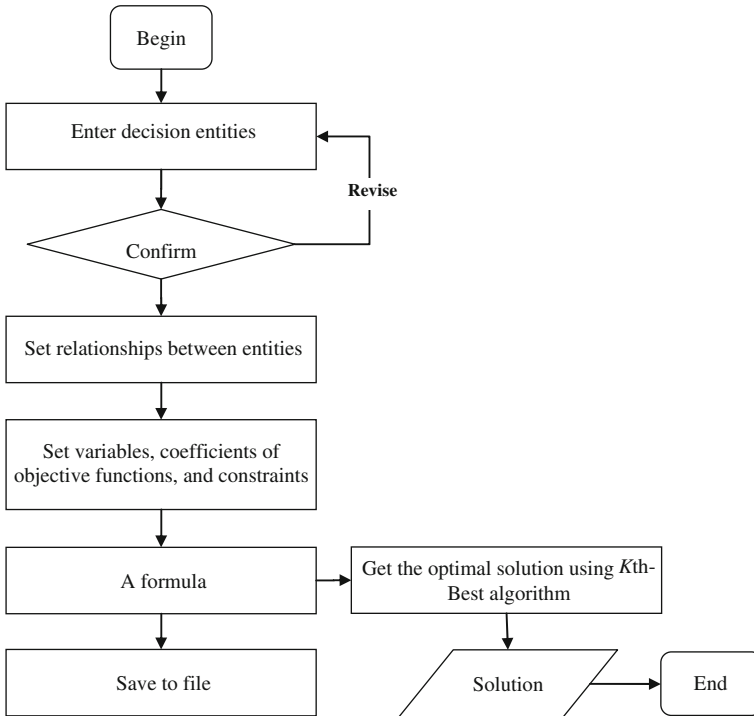 Begin
Enter decision entities
Revise
Confirm
Set relationships between entities
Set variables, coefficients of
objective functions, and constraints
A formula
Get the optimal solution using Kth-
Best algorithm
Save to file
Solution
End